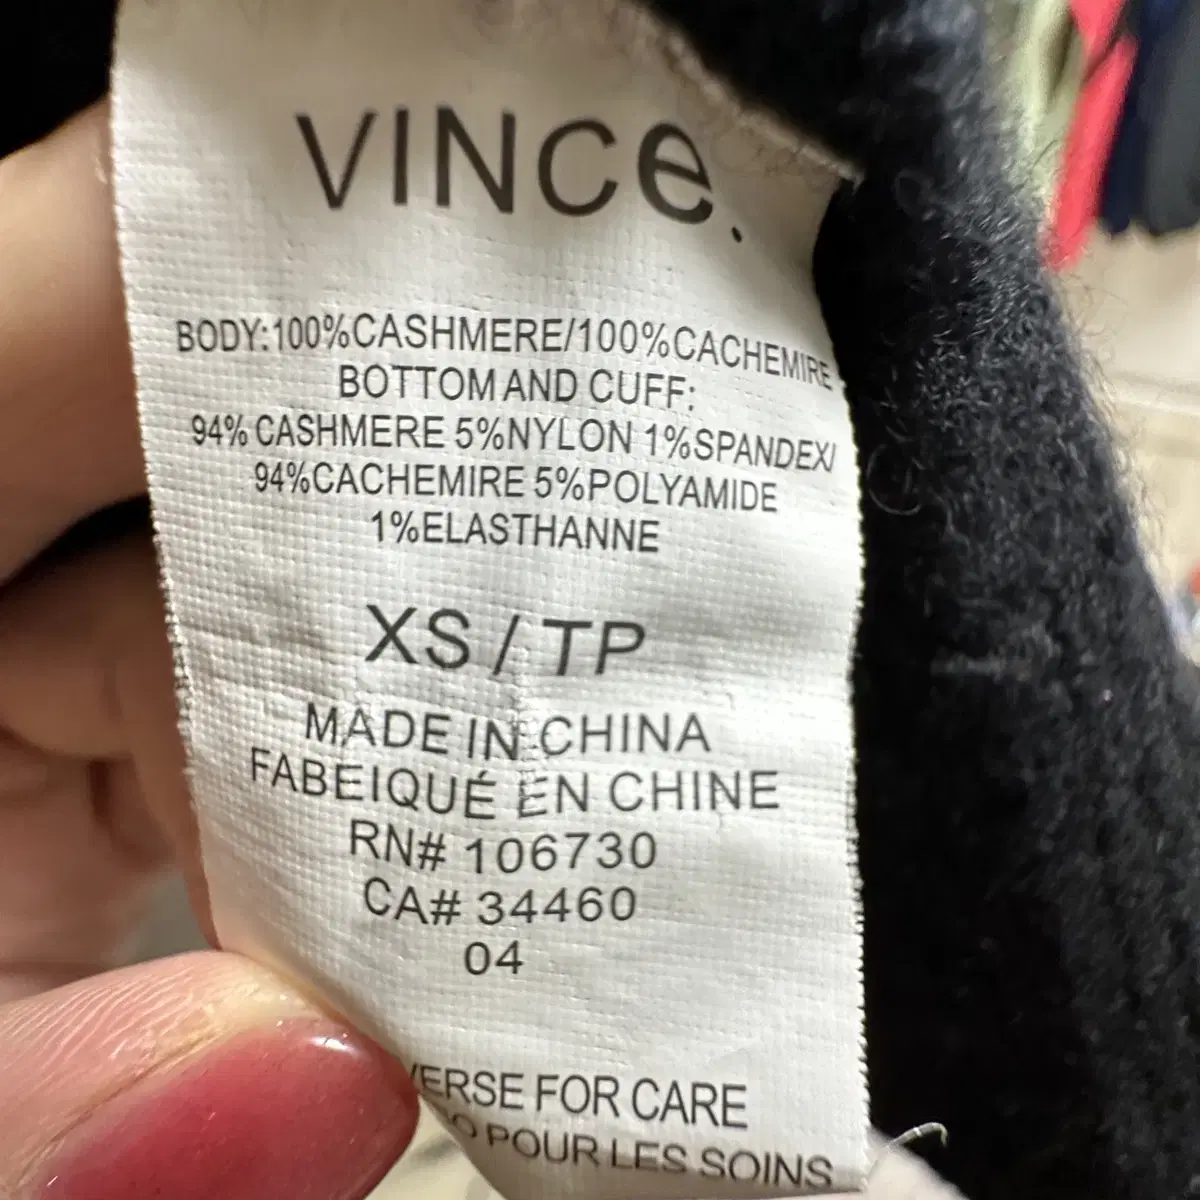 VINCe.
BODY:100%CASHMERE/100%CACHEMIRE
BOTTOM AND CUFF:
94% CASHMERE 5%NYLON 1%SPANDEX/
94%CACHEMIRE 5%POLYAMIDE
1%ELASTHANNE
XS / TP
MADE IN CHINA
FABEIQUÉ EN CHINE
RN# 106730
CA# 34460
04
FOR CARE
POUR LES SOINS